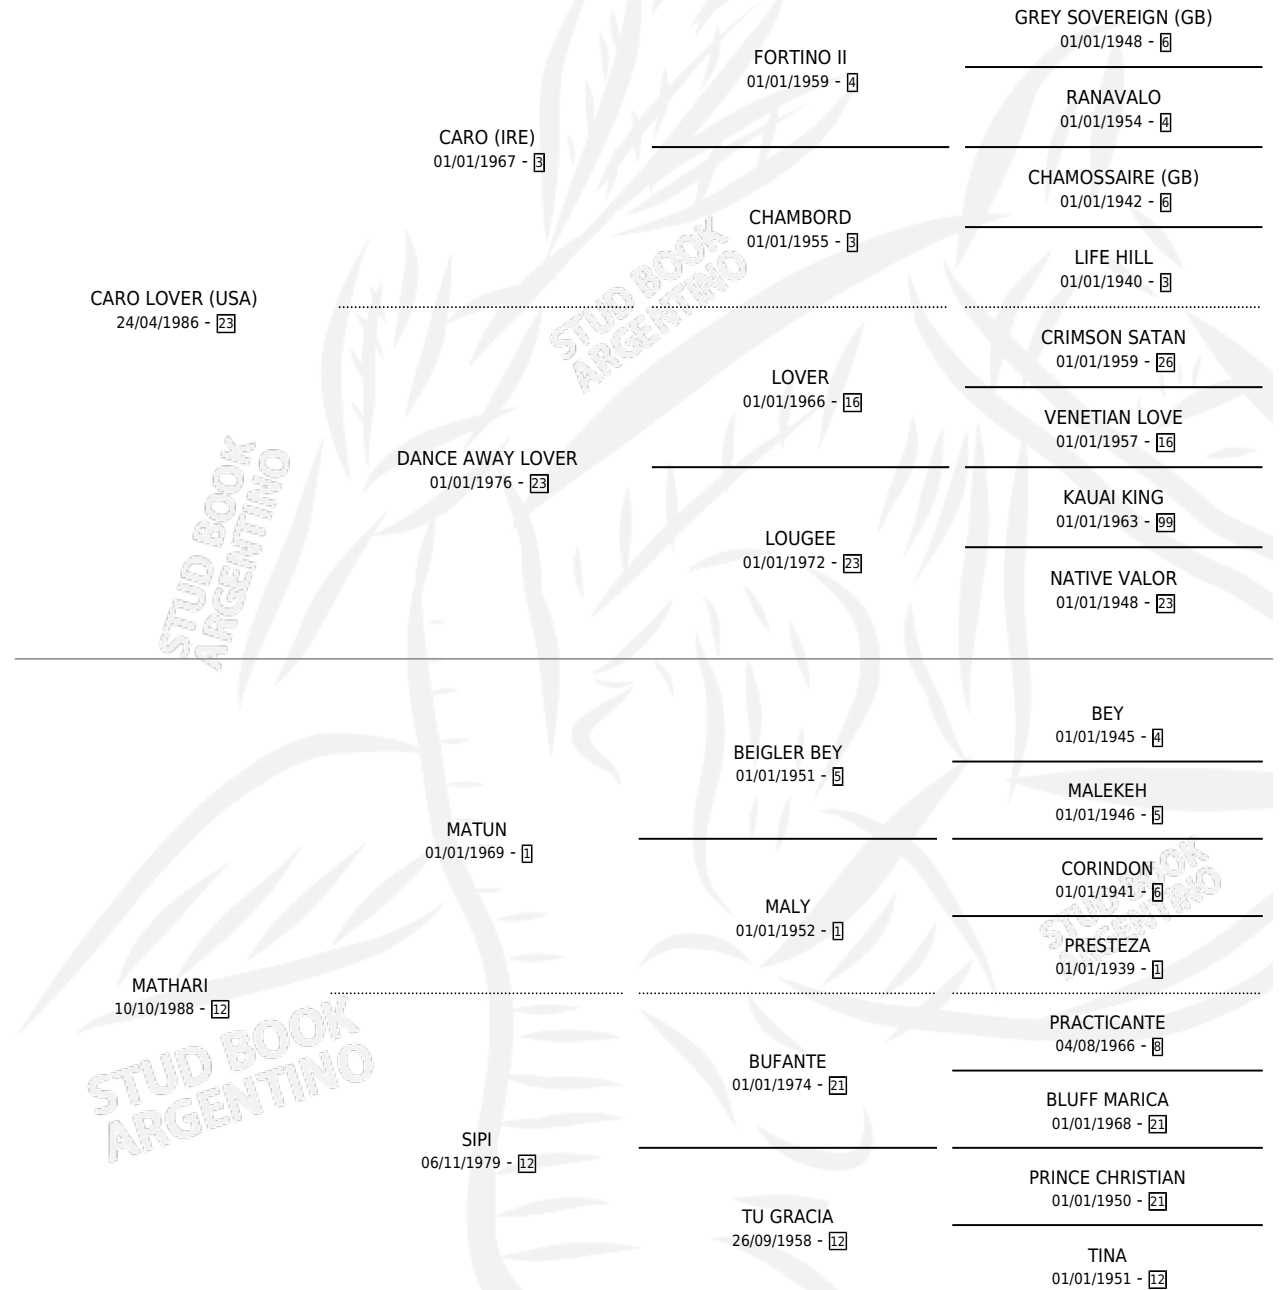 GREY SOVEREIGN (GB)
01/01/1948 - 6
FORTINO II
01/01/1959 - 4
RANAVALO
01/01/1954 - 4
CARO (IRE)
01/01/1967 - 3
CHAMOSSAIRE (GB)
01/01/1942 - 6
CHAMBORD
01/01/1955 - 3
LIFE HILL
01/01/1940 - 3
CARO LOVER (USA)
24/04/1986 - 23
CRIMSON SATAN
01/01/1959 - 26
LOVER
01/01/1966 - 16
VENETIAN LOVE
01/01/1957 - 16
DANCE AWAY LOVER
01/01/1976 - 23
KAUAI KING
01/01/1963 - 99
LOUGEE
01/01/1972 - 23
NATIVE VALOR
01/01/1948 - 23
BEY
01/01/1945 - 4
BEIGLER BEY
01/01/1951 - 5
MALEKEH
01/01/1946 - 5
MATUN
01/01/1969 - 1
CORINDON
01/01/1941 - 6
MALY
01/01/1952 - 1
PRESTEZA
01/01/1939 - 1
MATHARI
10/10/1988 - 12
PRACTICANTE
04/08/1966 - 8
BUFANTE
01/01/1974 - 21
BLUFF MARICA
01/01/1968 - 21
SIPI
06/11/1979 - 12
PRINCE CHRISTIAN
01/01/1950 - 21
TU GRACIA
26/09/1958 - 12
TINA
01/01/1951 - 12
STUD BOOK
ARGENTINO
STUD BOOK
ARGENTINO
STUD BOOK
ARGENTINO
STUD BOOK
ARGENTINO